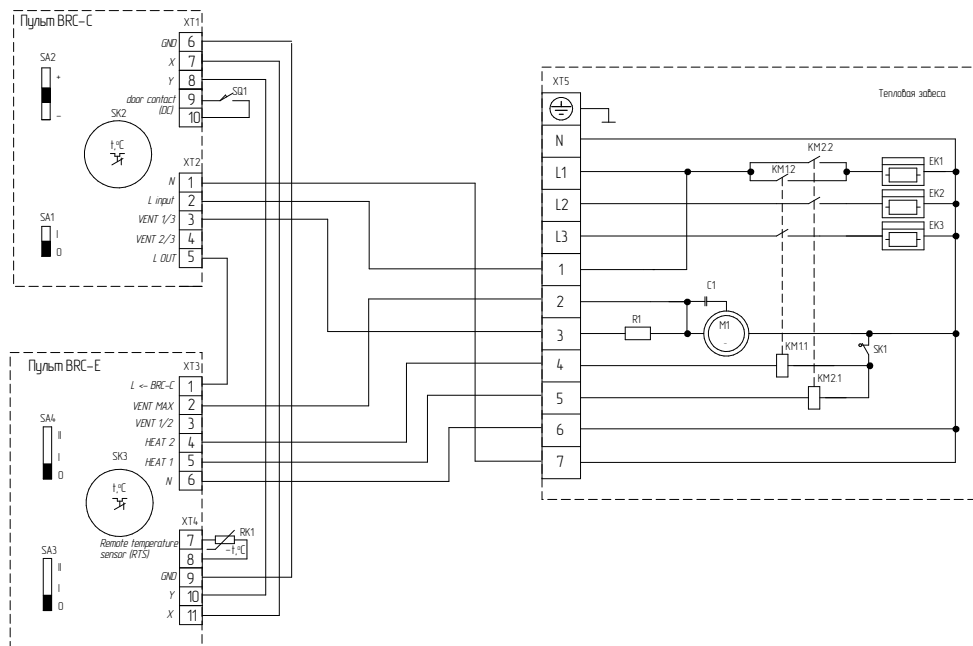 Пульт BRC-C
XT1
SA2
+
-
GND
6
X
7
Y
8
door contact
(DC)
9
10
SQ1
SK2
t,°C
XT2
N
1
L input
2
VENT 1/3
3
VENT 2/3
4
L OUT
5
SA1
I
0
Пульт BRC-E
XT3
L <- BRC-C
1
VENT MAX
2
VENT 1/2
3
HEAT 2
4
HEAT 1
5
N
6
SA4
II
I
0
SK3
t,°C
XT4
Remote temperature
sensor (RTS)
7
8
RK1
-t,°C
GND
9
Y
10
X
11
SA3
II
I
0
XT5
Тепловая завеса
N
L1
L2
L3
1
2
3
4
5
6
7
KM2.2
KM1.2
EK1
EK2
EK3
C1
R1
M1
SK1
KM1.1
KM2.1